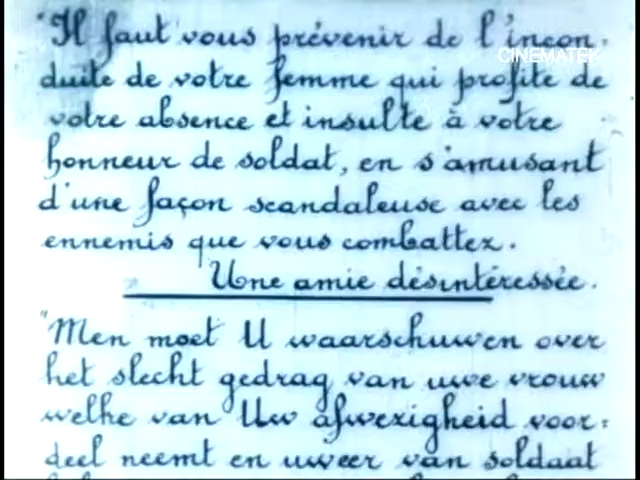 "Il faut vous prévenir de l'incon-
CINEMATEK
duite de votre femme qui profite de
votre absence et insulte à votre
honneur de soldat, en s'amusant
d'une façon scandaleuse avec les
ennemis que vous combattez.
Une amie désintéressée.
"Men moet U waarschuwen over
het slecht gedrag van uwe vrouw
welke van Uw afwezigheid voor=
deel neemt en uweer van soldaat